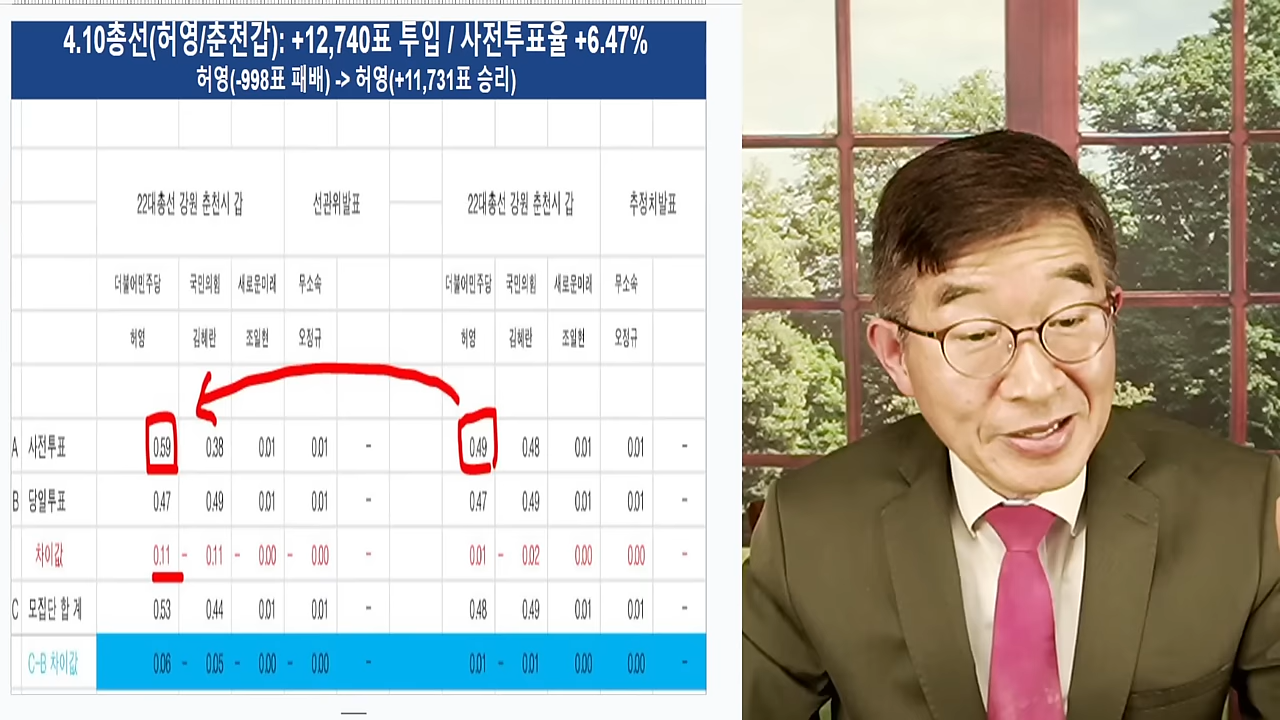 4.10총선(허영/춘천갑): +12,740표 투입 / 사전투표율 +6.47%
허영(-998표 패배) -> 허영(+11,731표 승리)
22대총선 강원 춘천시 갑 선관위발표 22대총선 강원 춘천시 갑 추정치발표
더불어민주당 국민의힘 새로운미래 무소속 더불어민주당 국민의힘 새로운미래 무소속
허영 김혜란 조일현 오정규 허영 김혜란 조일현 오정규
A 사전투표 0.59 0.38 0.01 0.01 - 0.49 0.48 0.01 0.01 -
B 당일투표 0.47 0.49 0.01 0.01 - 0.47 0.49 0.01 0.01 -
차이값 0.11 - 0.11 - 0.00 - 0.00 - 0.01 - 0.02 0.00 0.00 -
C 모집단 합 계 0.53 0.44 0.01 0.01 - 0.48 0.49 0.01 0.01 -
C-B 차이값 0.06 - 0.05 - 0.00 - 0.00 - 0.01 - 0.01 0.00 0.00 -